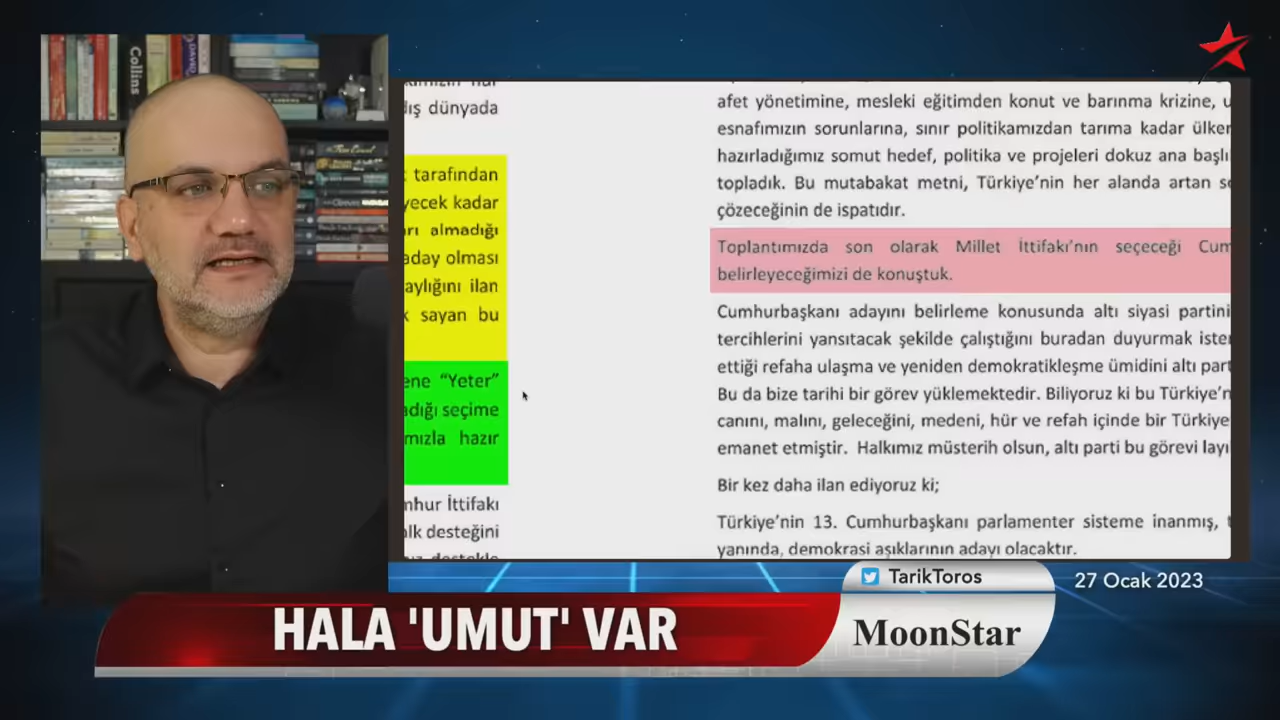 Collins
dış dünyada
tarafından
yecek kadar
almadığı
aday olması
aylığını ilan
sayan bu
ene “Yeter”
adığı seçime
mızla hazır
mhur İttifakı
alk desteğini
afet yönetimine, mesleki eğitimden konut ve barınma krizine, u
esnafımızın sorunlarına, sınır politikamızdan tarıma kadar ülker
hazırladığımız somut hedef, politika ve projeleri dokuz ana başlı
topladık. Bu mutabakat metni, Türkiye’nin her alanda artan s
çözeceğinin de ispatıdır.
Toplantımızda son olarak Millet İttifakı’nın seçeceği Cum
belirleyeceğimizi de konuştuk.
Cumhurbaşkanı adayını belirleme konusunda altı siyasi partini
tercihlerini yansıtacak şekilde çalıştığını buradan duyurmak iste
ettiği refaha ulaşma ve yeniden demokratikleşme ümidini altı part
Bu da bize tarihi bir görev yüklemektedir. Biliyoruz ki bu Türkiye’n
canını, malını, geleceğini, medeni, hür ve refah içinde bir Türkiye
emanet etmiştir. Halkımız müsterih olsun, altı parti bu görevi layı
Bir kez daha ilan ediyoruz ki;
Türkiye’nin 13. Cumhurbaşkanı parlamenter sisteme inanmış,
yanında, demokrasi aşıklarının adayı olacaktır.
TarikToros
27 Ocak 2023
HALA 'UMUT' VAR
MoonStar